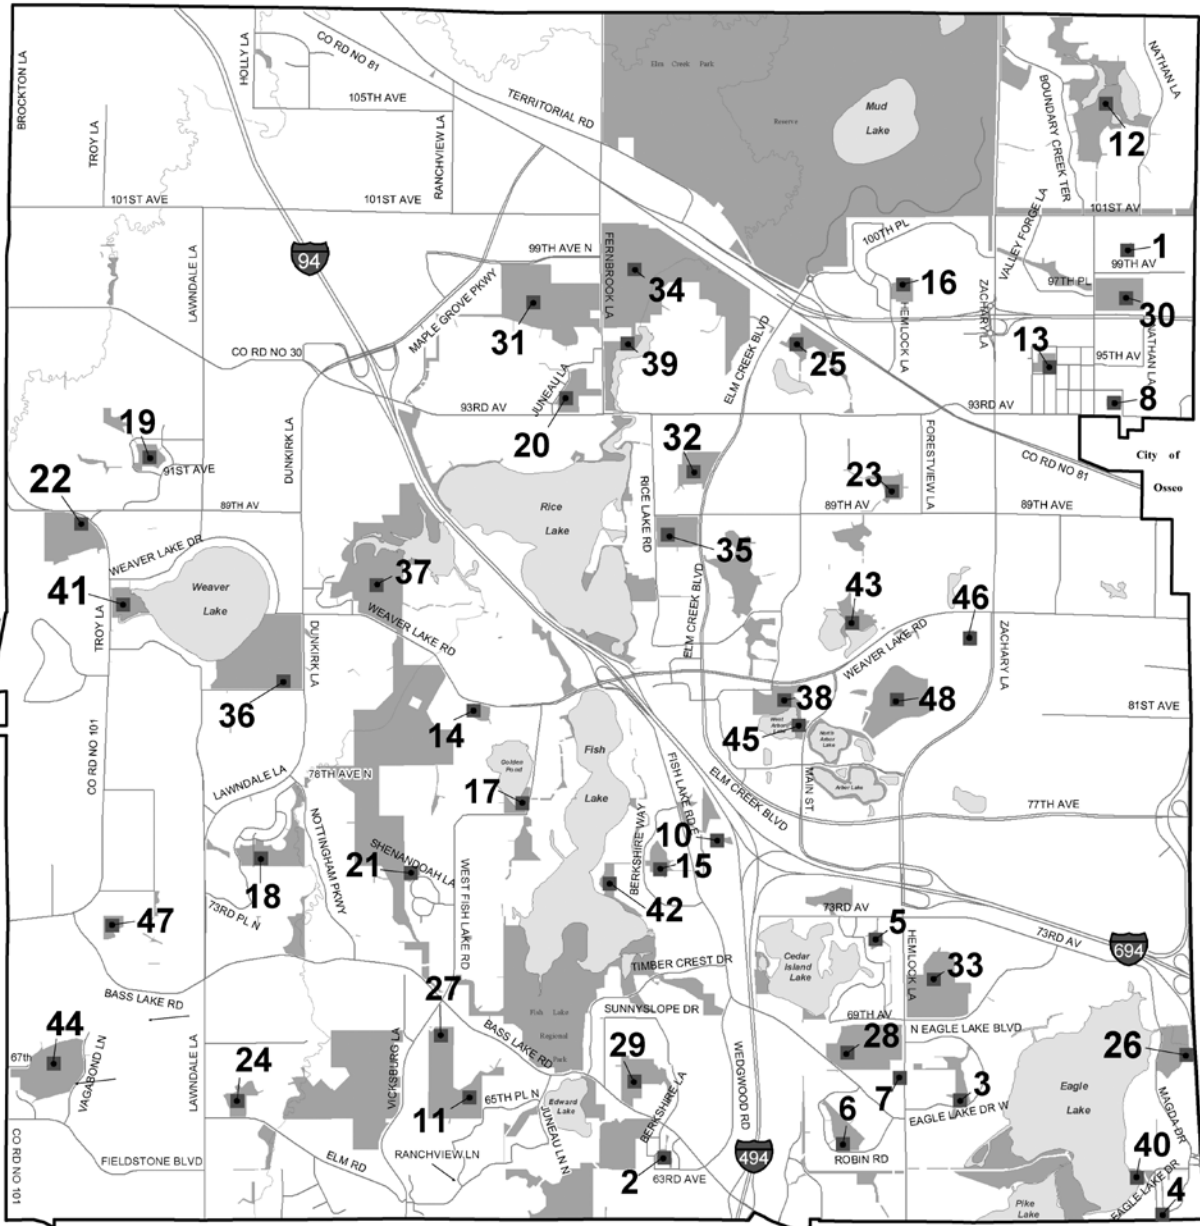 BROCKTON LA
HOLLY LA
CO RD NO 81
105TH AVE
TERRITORIAL RD
TROY LA
RANCHVIEW LA
101ST AVE
101ST AVE
Elm Creek Park
Reserve
Mud
Lake
BOUNDARY CREEK TER
NATHAN LA
12
101ST AV
VALLEY FORGE LA
100TH PL
1
99TH AV
97TH PL
30
NATHAN LA
16
HEMLOCK LA
ZACHARY LA
13
95TH AV
8
93RD AV
94
LAWNDALE LA
99TH AVE N
FERNBROOK LA
34
MAPLE GROVE PKWY
31
39
ELM CREEK BLVD
25
CO RD NO 30
JUNEAU LA
93RD AV
20
DUNKIRK LA
19
91ST AVE
22
89TH AV
WEAVER LAKE DR
Rice
Lake
RICE LAKE RD
32
35
FORESTVIEW LA
23
89TH AV
89TH AVE
CO RD NO 81
City of
Osseo
41
TROY LA
Weaver
Lake
37
WEAVER LAKE RD
DUNKIRK LA
36
ELM CREEK BLVD
43
46
WEAVER LAKE RD
ZACHARY LA
38
48
45
West
Arbor
Lake
North
Arbor
Lake
Arbor Lake
MAIN ST
81ST AVE
77TH AVE
CO RD NO 101
14
Golden
Pond
Fish
Lake
17
LAWNDALE LA
78TH AVE N
NOTTINGHAM PKWY
SHENANDOAH LA
21
WEST FISH LAKE RD
FISH LAKE RD E
ELM CREEK BLVD
10
BERKSHIRE WAY
15
42
18
73RD PL N
47
BASS LAKE RD
73RD AV
5
73RD AV
694
Cedar
Island
Lake
HEMLOCK LA
33
TIMBER CREST DR
SUNNYSLOPE DR
69TH AV
N EAGLE LAKE BLVD
27
BASS LAKE RD
Fish Lake
Regional
Park
44
67th
VAGABOND LN
LAWNDALE LA
24
VICKSBURG LA
11
65TH PL N
Edward
Lake
JUNEAU LN N
29
BERKSHIRE LA
WEDGWOOD RD
28
7
3
EAGLE LAKE DR W
6
ROBIN RD
Eagle
Lake
26
MAGDA DR
CO RD NO 101
FIELDSTONE BLVD
ELM RD
RANCHVIEW LN
2
63RD AVE
494
40
EAGLE LAKE DR
4
Pike
Lake